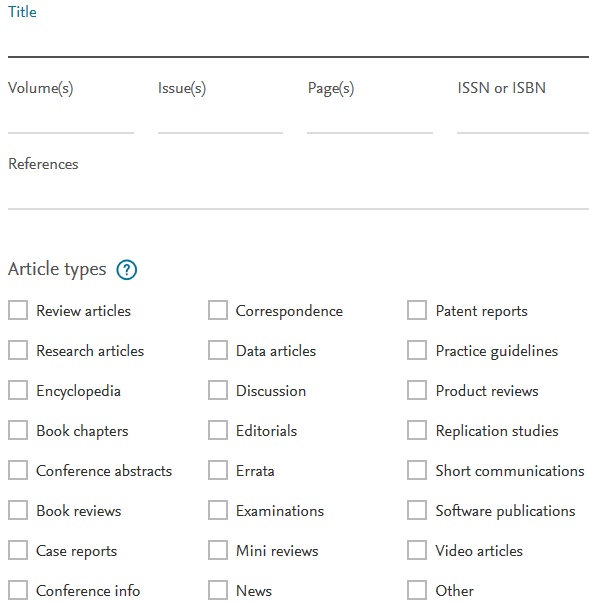 Title
Volume(s) Issue(s) Page(s) ISSN or ISBN
References
Article types ?
Review articles Correspondence Patent reports
Research articles Data articles Practice guidelines
Encyclopedia Discussion Product reviews
Book chapters Editorials Replication studies
Conference abstracts Errata Short communications
Book reviews Examinations Software publications
Case reports Mini reviews Video articles
Conference info News Other